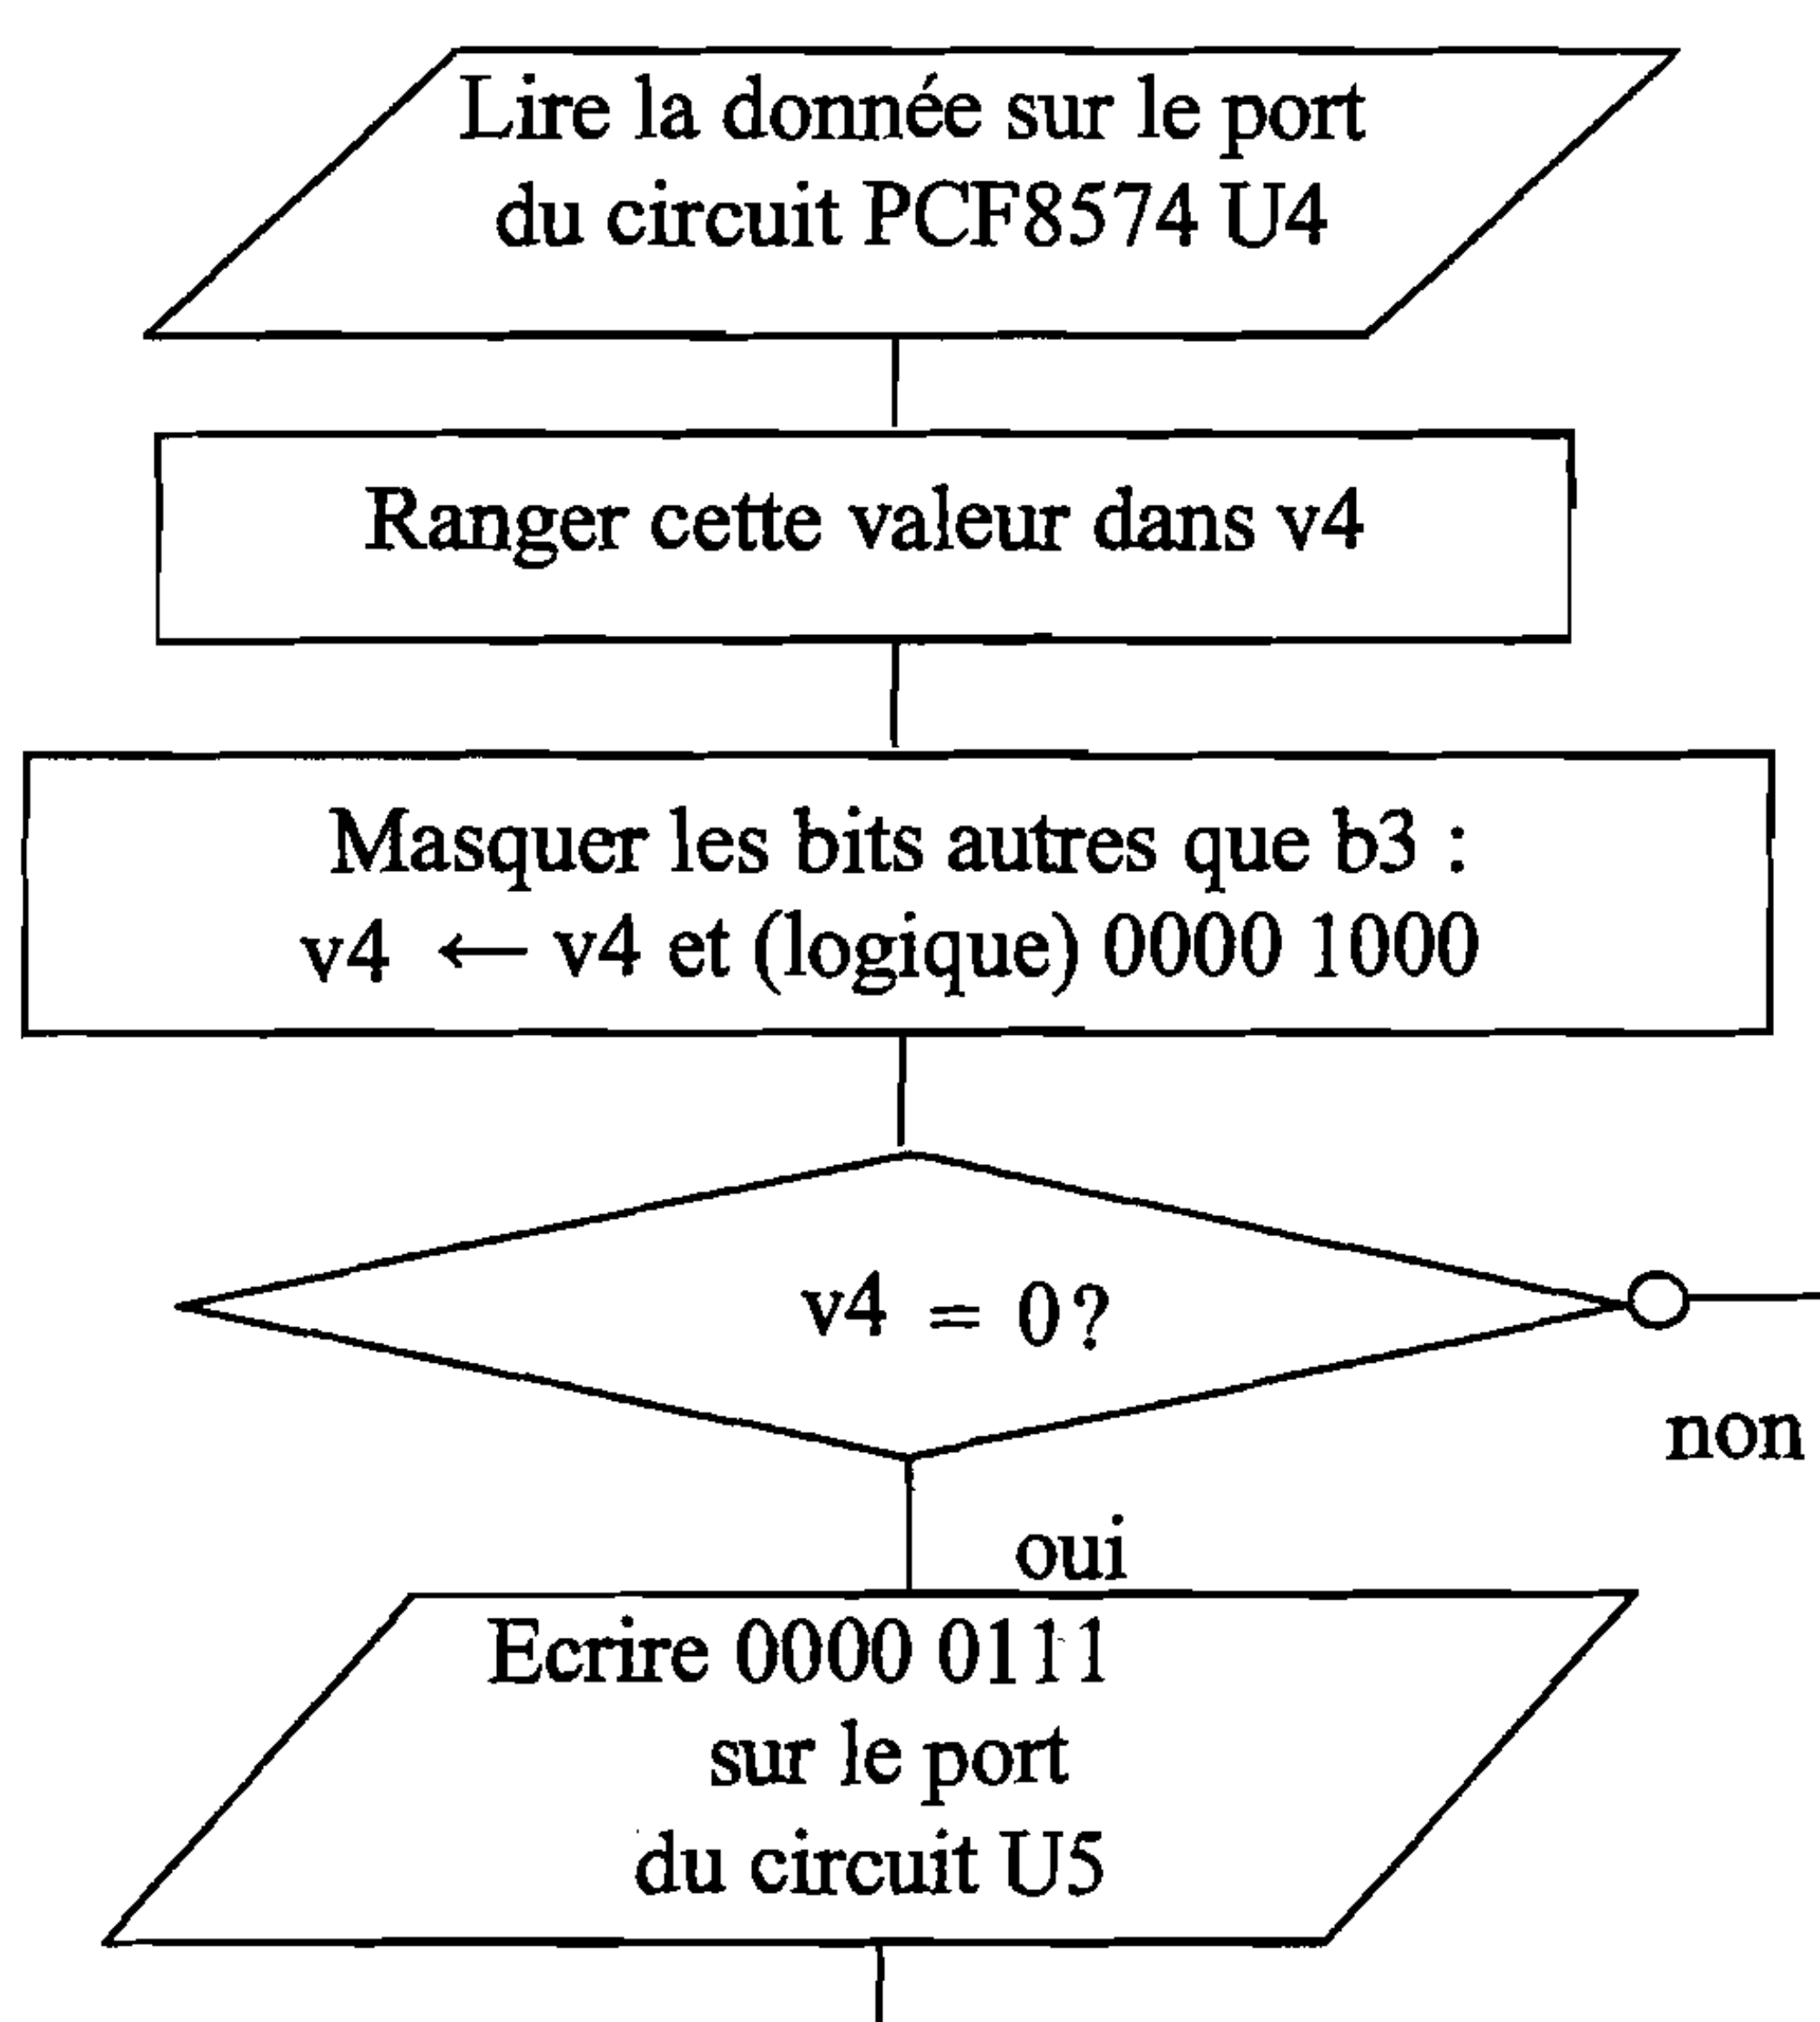 Lire la donnée sur le port
du circuit PCF8574 U4
Ranger cette valeur dans v4
Masquer les bits autres que b3 :
v4 ← v4 et (logique) 0000 1000
v4 = 0 ?
non
oui
Ecrire 0000 0111
sur le port
du circuit U5